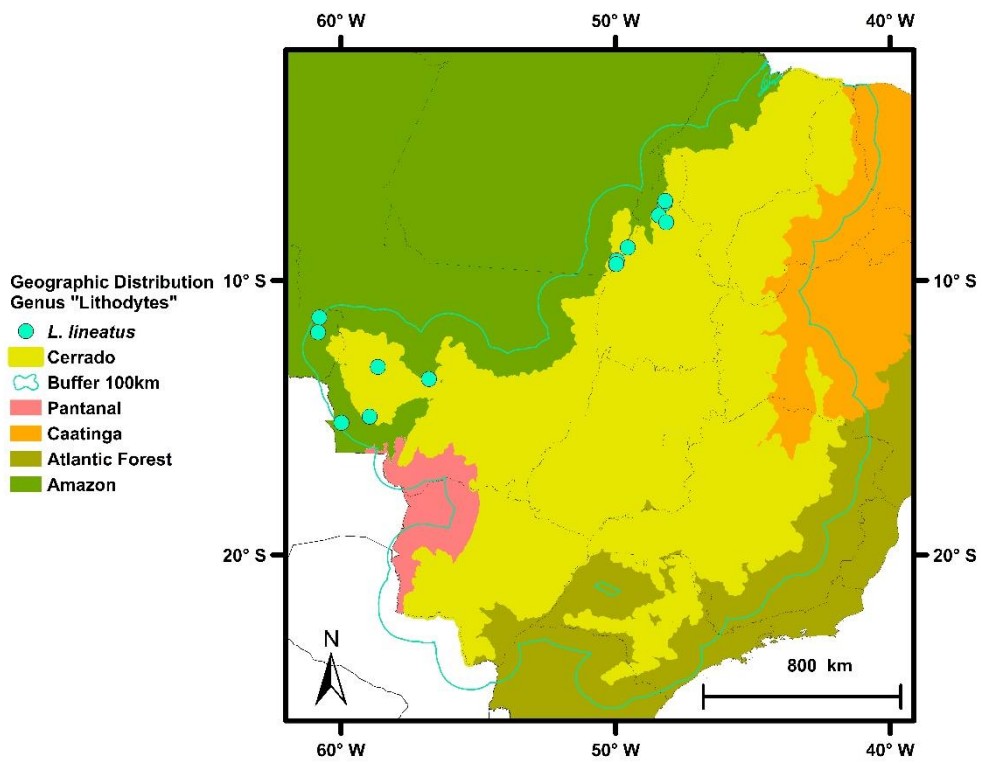 60° W 50° W 40° W
Geographic Distribution
Genus "Lithodytes"
L. lineatus
Cerrado
Buffer 100km
Pantanal
Caatinga
Atlantic Forest
Amazon
10° S 10° S
20° S 20° S
N
800 km
60° W 50° W 40° W